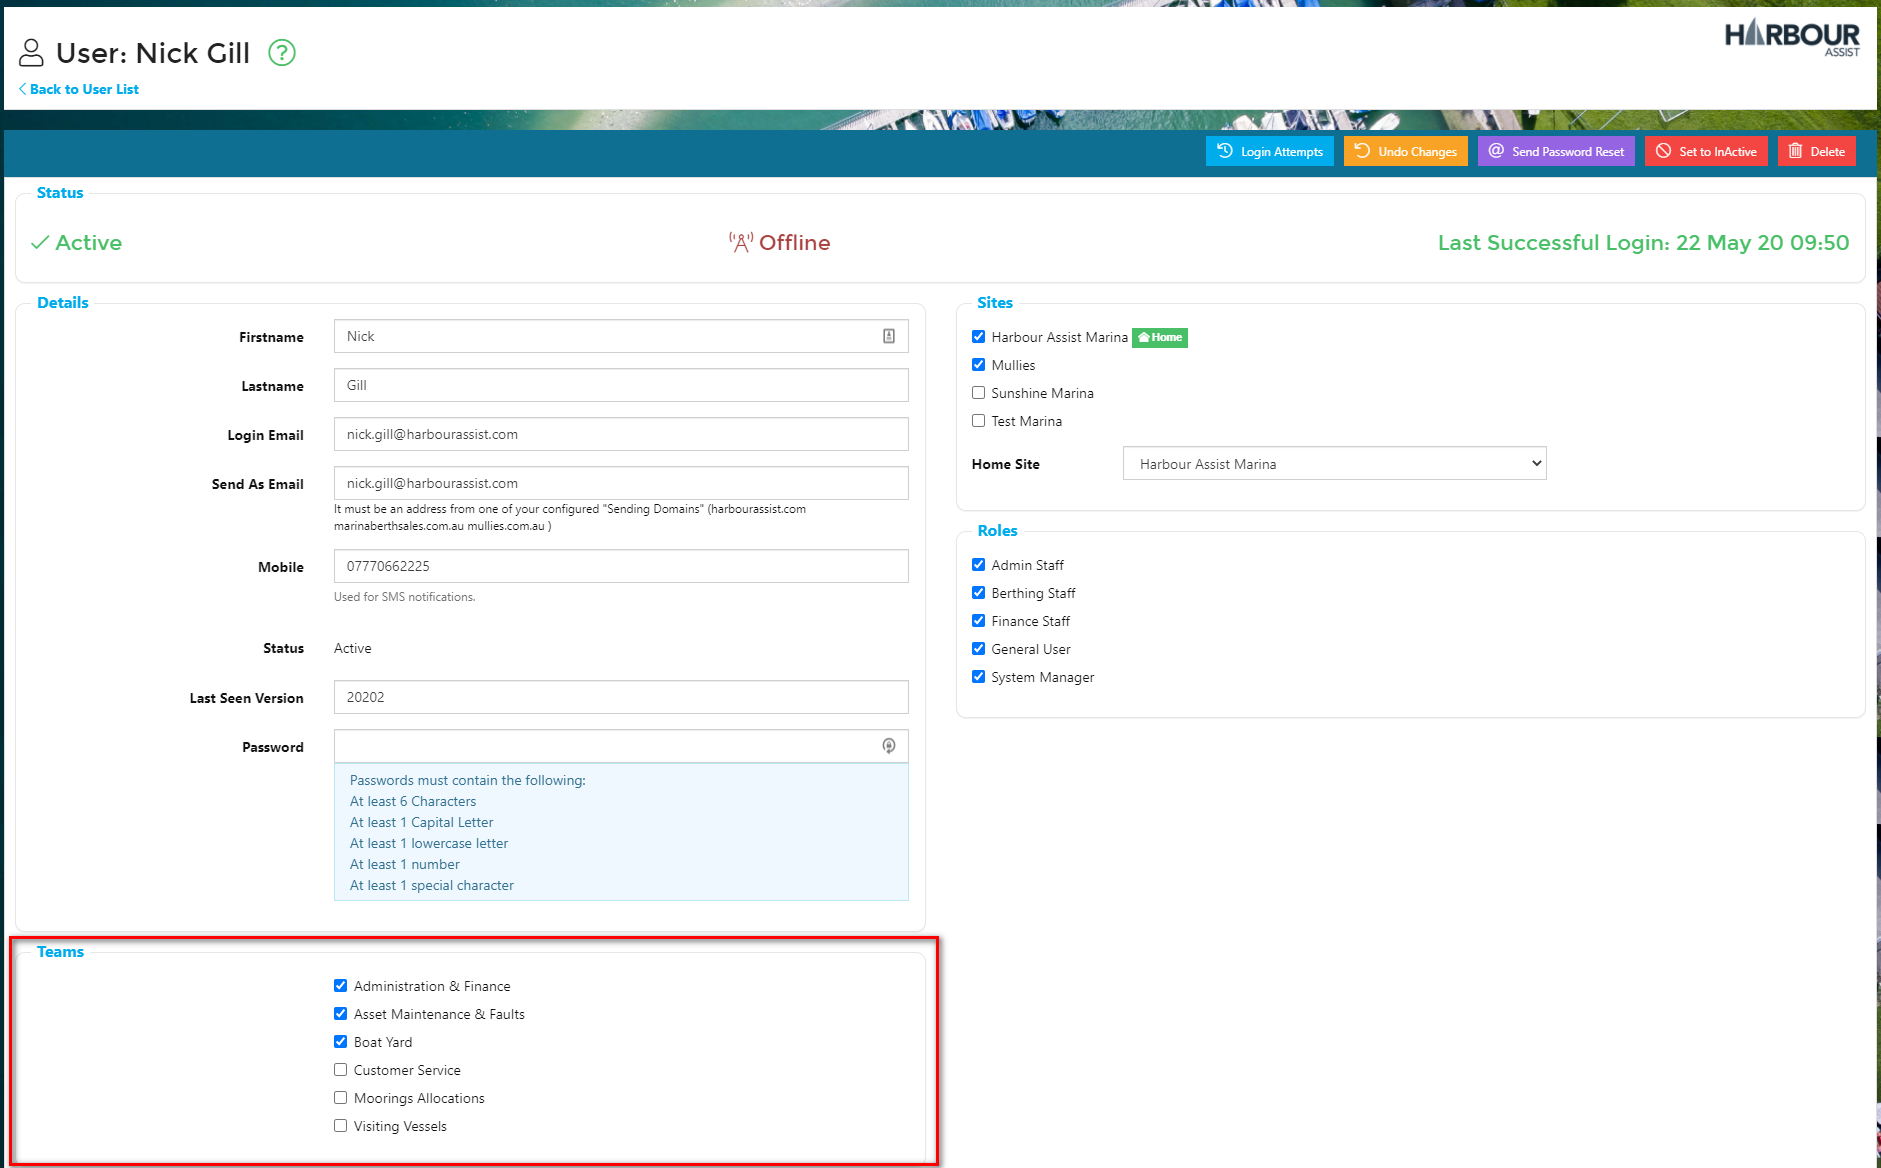 User: Nick Gill ?
HARBOUR
ASSIST
Back to User List
Login Attempts
Undo Changes
Send Password Reset
Set to InActive
Delete
Status
Active
Offline
Last Successful Login: 22 May 20 09:50
Details
Firstname
Nick
Lastname
Gill
Login Email
nick.gill@harbourassist.com
Send As Email
nick.gill@harbourassist.com
It must be an address from one of your configured "Sending Domains" (harbourassist.com
marinaberthsales.com.au mullies.com.au )
Mobile
07770662225
Used for SMS notifications.
Status
Active
Last Seen Version
20202
Password
Passwords must contain the following:
At least 6 Characters
At least 1 Capital Letter
At least 1 lowercase letter
At least 1 number
At least 1 special character
Sites
Harbour Assist Marina Home
Mullies
Sunshine Marina
Test Marina
Home Site
Harbour Assist Marina
Roles
Admin Staff
Berthing Staff
Finance Staff
General User
System Manager
Teams
Administration & Finance
Asset Maintenance & Faults
Boat Yard
Customer Service
Moorings Allocations
Visiting Vessels